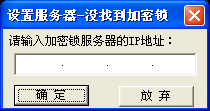 设置服务器-没找到加密锁
请输入加密锁服务器的IP地址：
. . .
确 定 放 弃